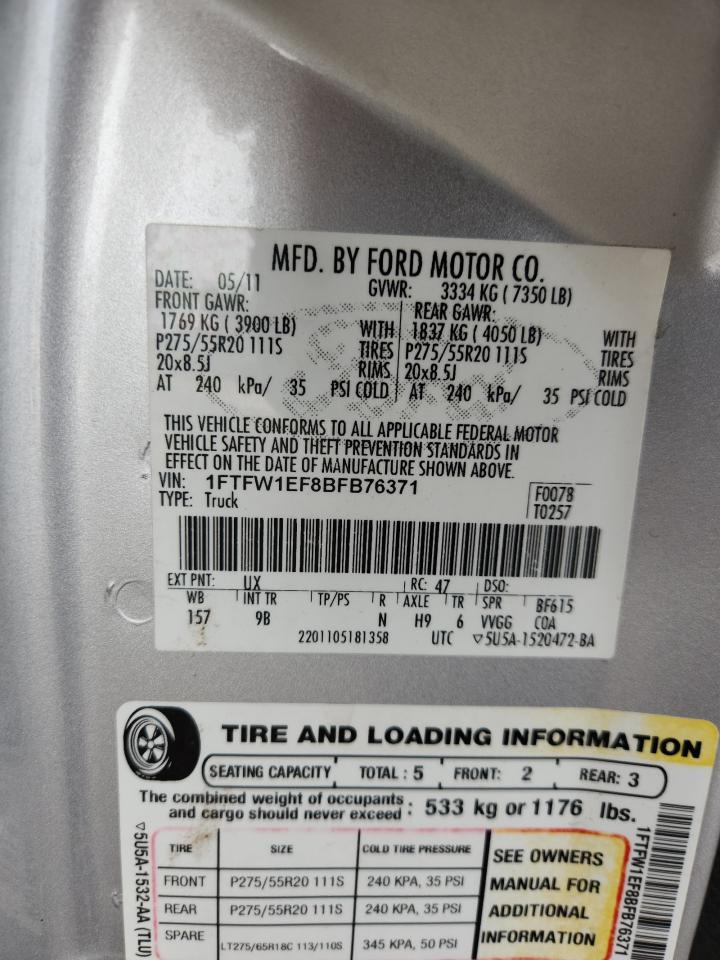 MFD. BY FORD MOTOR CO.
DATE: 05/11 GVWR: 3334 KG ( 7350 LB)
FRONT GAWR: REAR GAWR:
1769 KG ( 3900 LB) WITH 1837 KG ( 4050 LB) WITH
P275/55R20 111S TIRES P275/55R20 111S TIRES
20x8.5J RIMS 20x8.5J RIMS
AT 240 kPa/ 35 PSI COLD AT 240 kPa/ 35 PSI COLD
THIS VEHICLE CONFORMS TO ALL APPLICABLE FEDERAL MOTOR
VEHICLE SAFETY AND THEFT PREVENTION STANDARDS IN
EFFECT ON THE DATE OF MANUFACTURE SHOWN ABOVE.
VIN: 1FTFW1EF8BFB76371
TYPE: Truck
F0078
T0257
EXT PNT: UX RC: 47 DSO:
WB INT TR TP/PS R AXLE TR SPR BF615
157 9B N H9 6 VVGG COA
2201105181358 UTC ▽5U5A-1520472-BA
TIRE AND LOADING INFORMATION
SEATING CAPACITY TOTAL : 5 FRONT: 2 REAR: 3
The combined weight of occupants
and cargo should never exceed : 533 kg or 1176 lbs.
TIRE SIZE COLD TIRE PRESSURE
FRONT P275/55R20 111S 240 KPA, 35 PSI
REAR P275/55R20 111S 240 KPA, 35 PSI
SPARE LT275/65R18C 113/110S 345 KPA, 50 PSI
SEE OWNERS
MANUAL FOR
ADDITIONAL
INFORMATION
▽5U5A-1532-AA (TLU)
1FTFW1EF8BFB76371